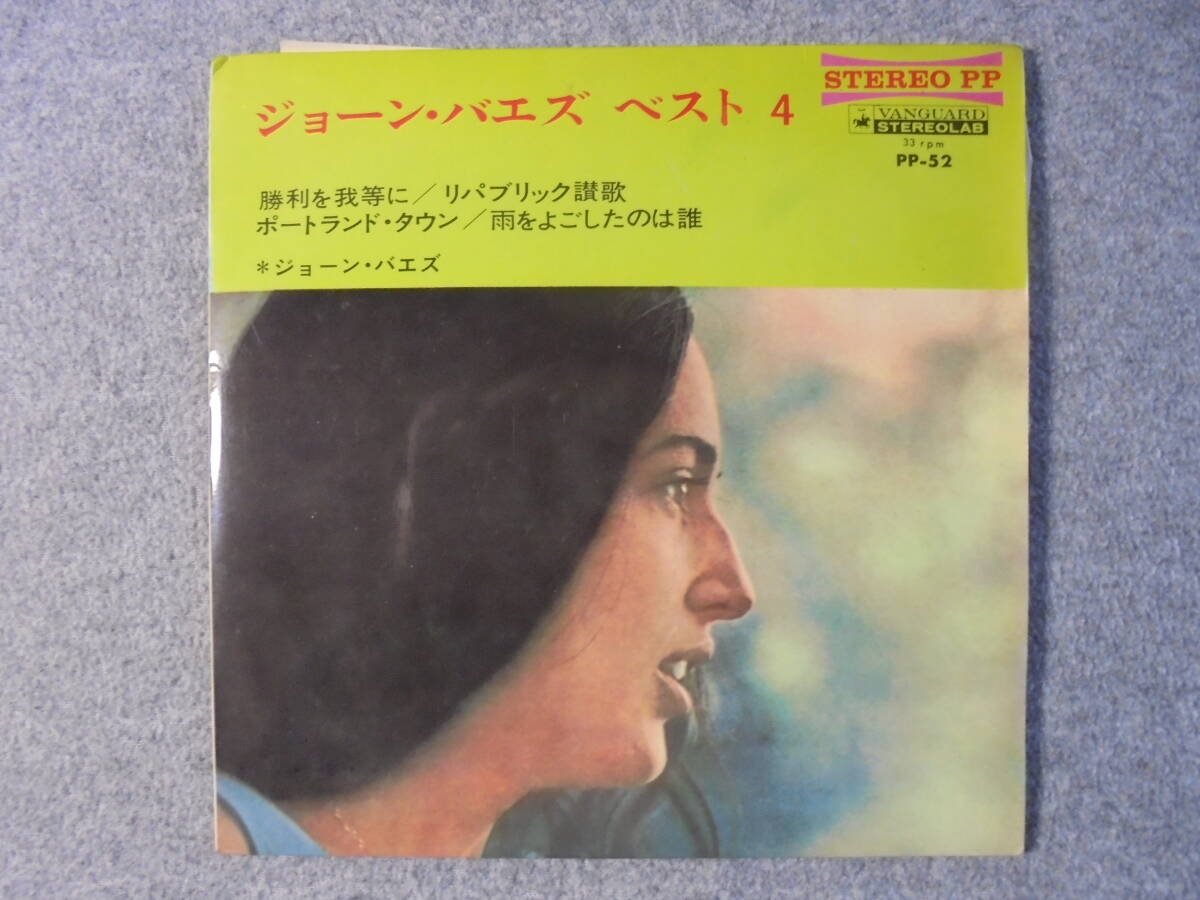 ジョーン・バエズ ベスト 4
STEREO PP
VANGUARD
STEREOLAB
33 rpm
PP-52
勝利を我等に／リパブリック讃歌
ポートランド・タウン／雨をよごしたのは誰
＊ジョーン・バエズ